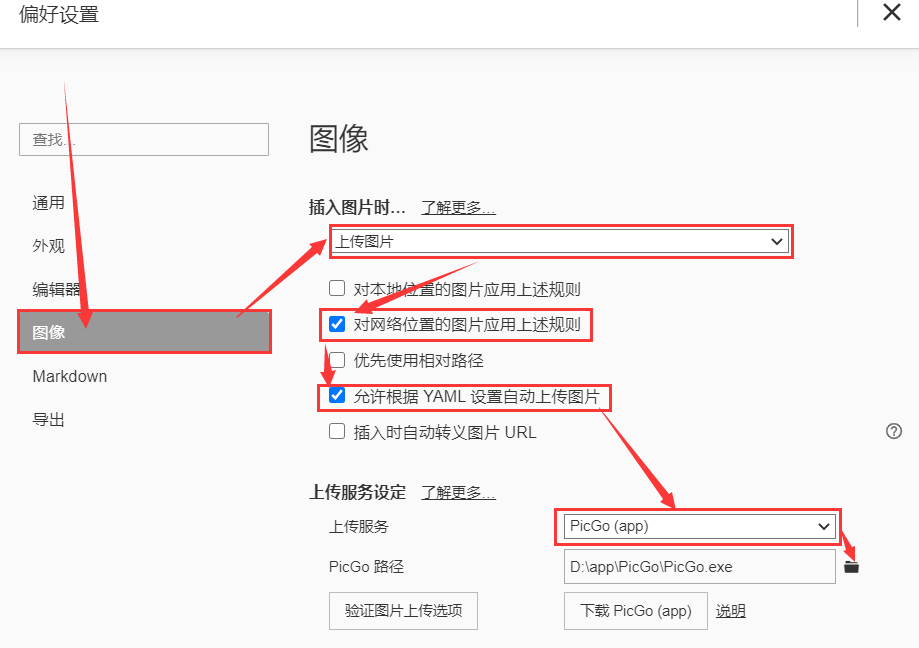 偏好设置
查找...
通用
外观
编辑器
图像
Markdown
导出
图像
插入图片时... 了解更多...
上传图片
对本地位置的图片应用上述规则
对网络位置的图片应用上述规则
优先使用相对路径
允许根据 YAML 设置自动上传图片
插入时自动转义图片 URL
上传服务设定 了解更多...
上传服务 PicGo (app)
PicGo 路径 D:\app\PicGo\PicGo.exe
验证图片上传选项 下载 PicGo (app) 说明